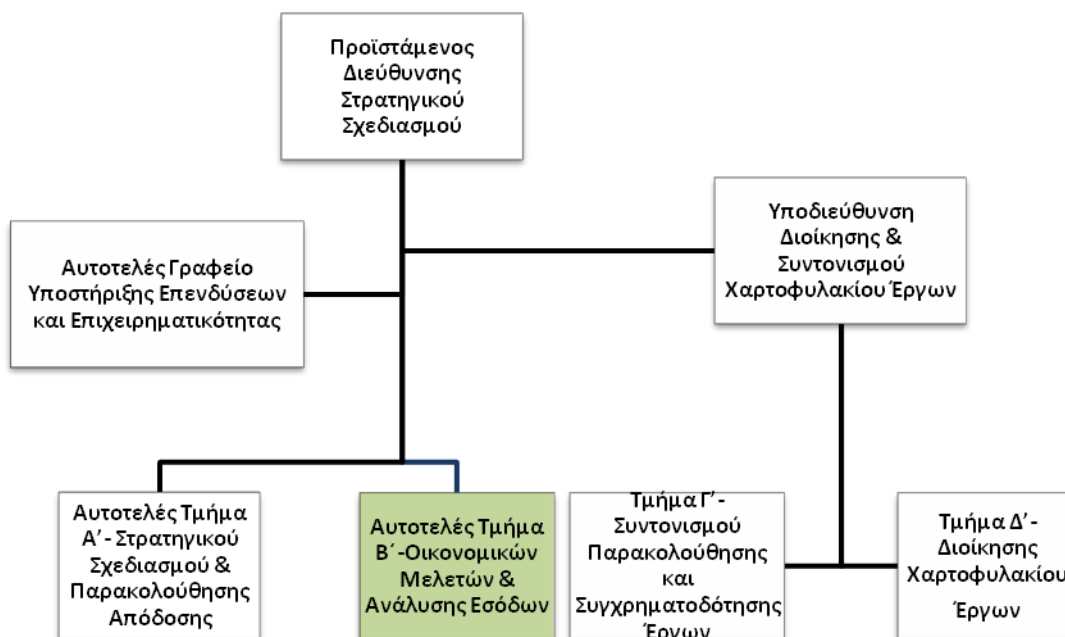 Προϊστάμενος
Διεύθυνσης
Στρατηγικού
Σχεδιασμού
Υποδιεύθυνση
Διοίκησης &
Συντονισμού
Χαρτοφυλακίου Έργων
Αυτοτελές Γραφείο
Υποστήριξης Επενδύσεων
και Επιχειρηματικότητας
Αυτοτελές Τμήμα
Α’- Στρατηγικού
Σχεδιασμού &
Παρακολούθησης
Απόδοσης
Αυτοτελές Τμήμα
Β΄-Οικονομικών
Μελετών &
Ανάλυσης Εσόδων
Τμήμα Γ’-
Συντονισμού
Παρακολούθησης
και
Συγχρηματοδότησης
Έργων
Τμήμα Δ’-
Διοίκησης
Χαρτοφυλακίου
Έργων